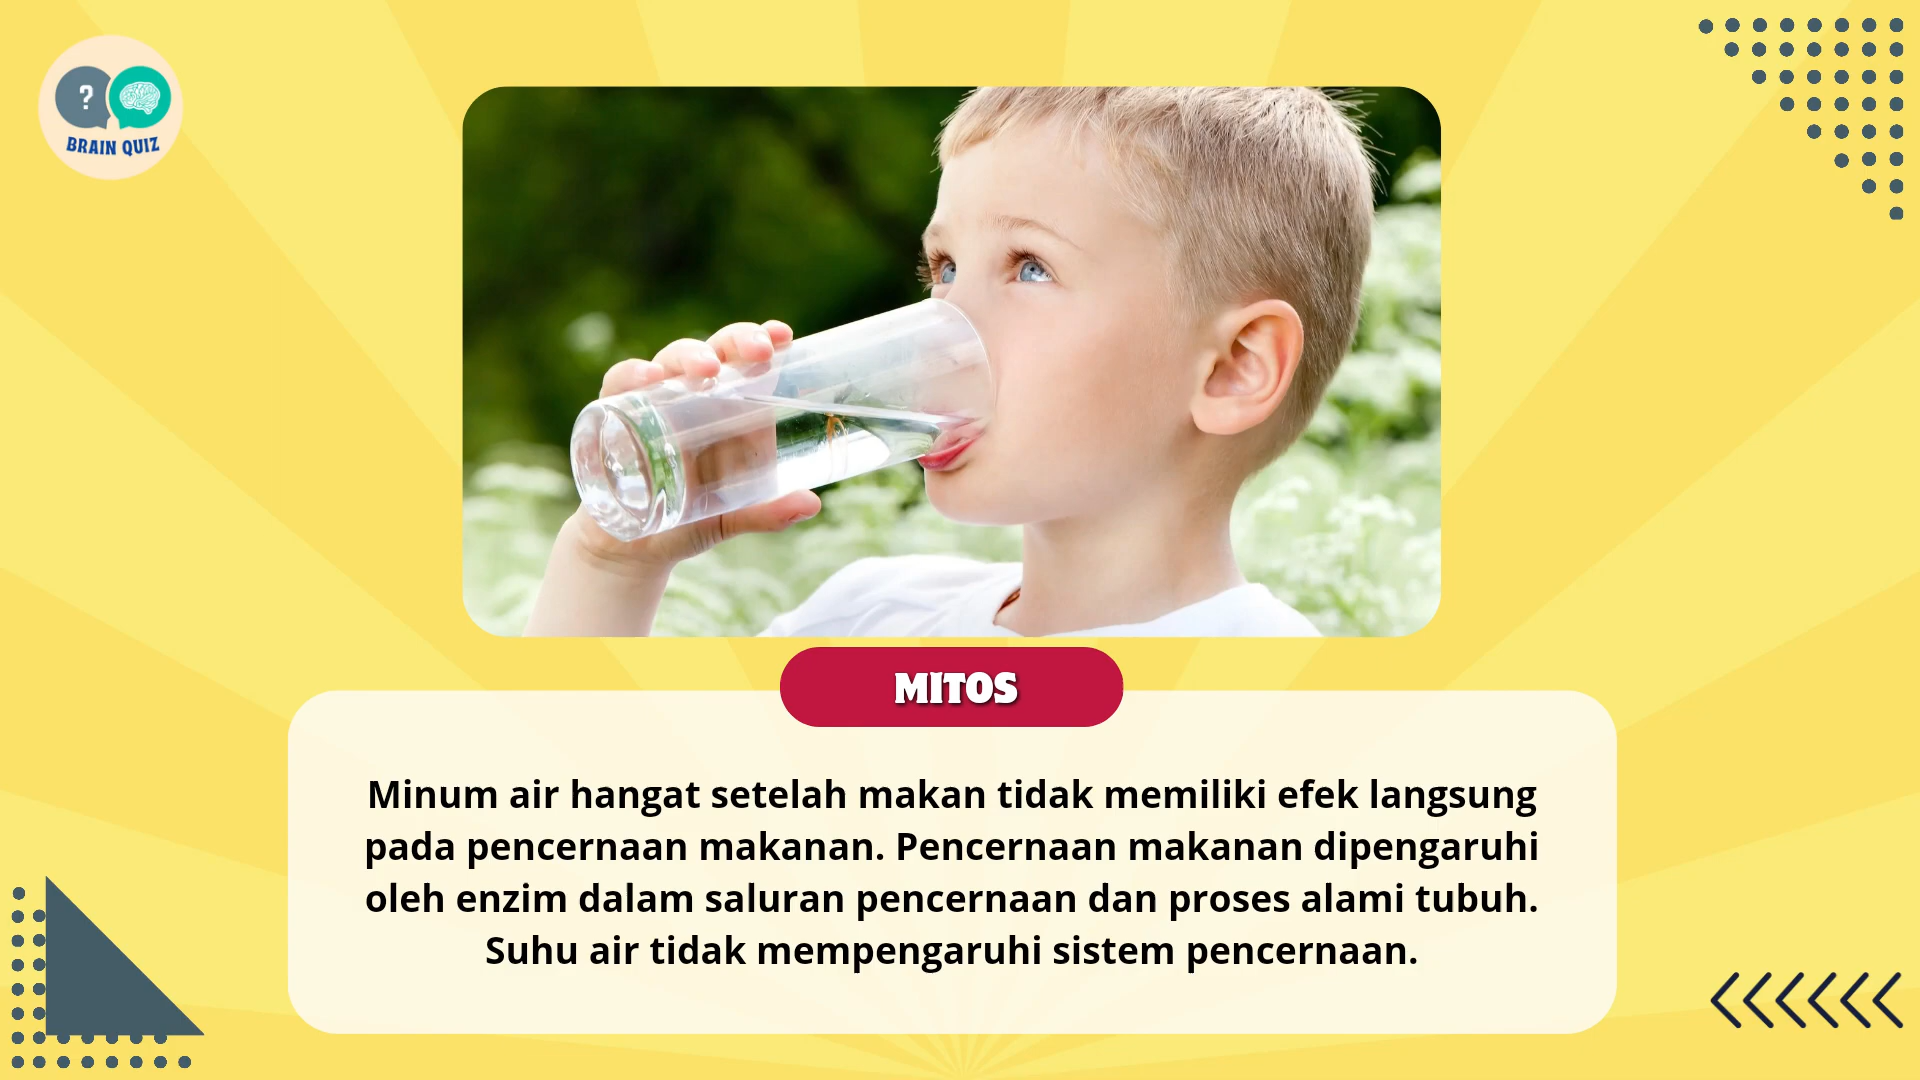 ?
BRAIN QUIZ
MITOS
Minum air hangat setelah makan tidak memiliki efek langsung
pada pencernaan makanan. Pencernaan makanan dipengaruhi
oleh enzim dalam saluran pencernaan dan proses alami tubuh.
Suhu air tidak mempengaruhi sistem pencernaan.